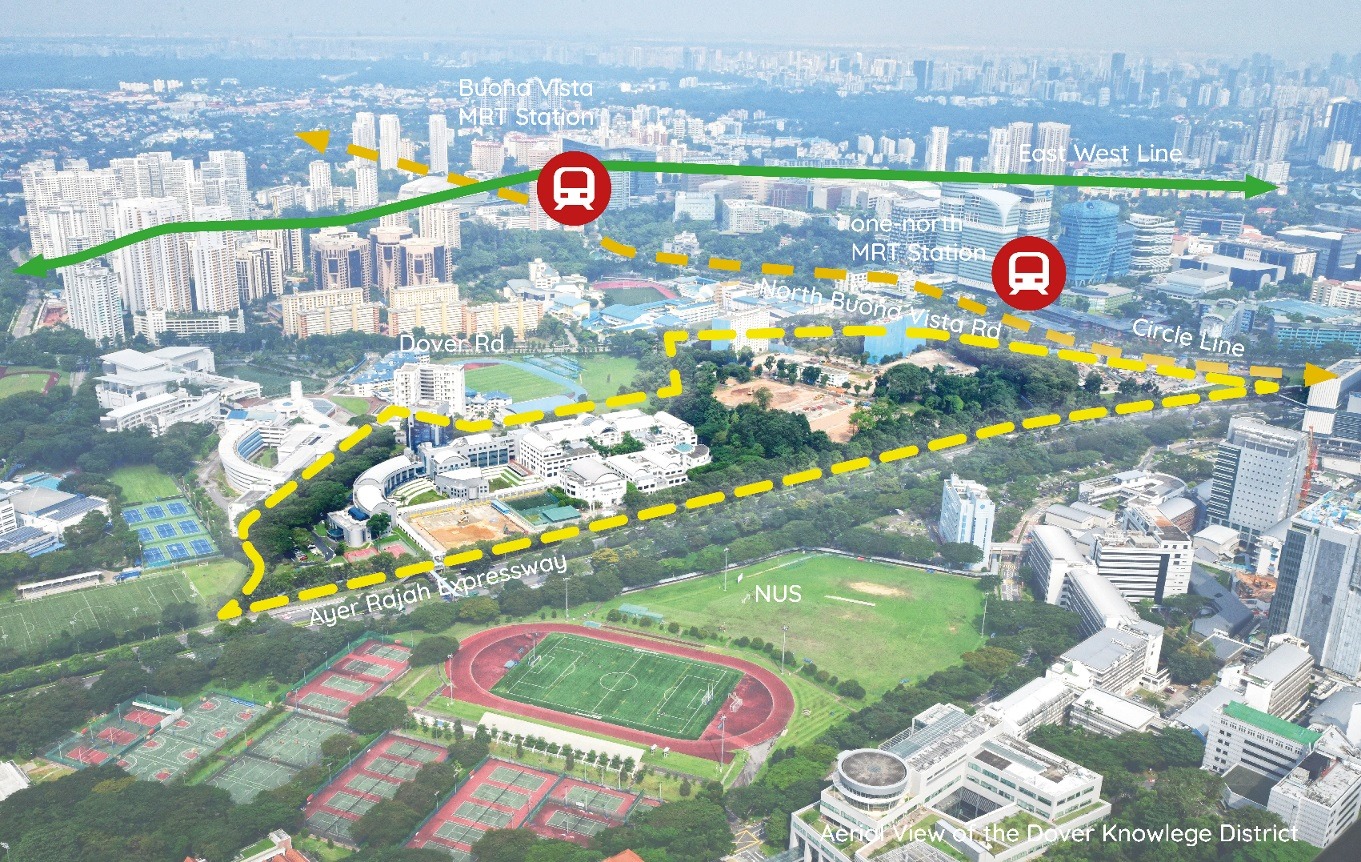 Buona Vista
MRT Station
East West Line
one-north
MRT Station
North Buona Vista Rd
Circle Line
Dover Rd
Ayer Rajah Expressway
NUS
Aerial View of the Dover Knowlege District